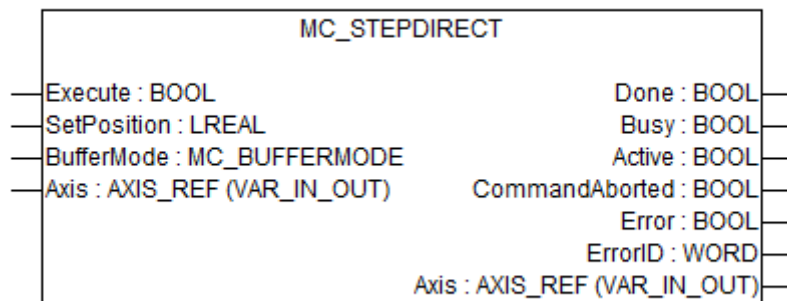 MC_STEPDIRECT
Execute : BOOL Done : BOOL
SetPosition : LREAL Busy : BOOL
BufferMode : MC_BUFFERMODE Active : BOOL
Axis : AXIS_REF (VAR_IN_OUT) CommandAborted : BOOL
Error : BOOL
ErrorID : WORD
Axis : AXIS_REF (VAR_IN_OUT)